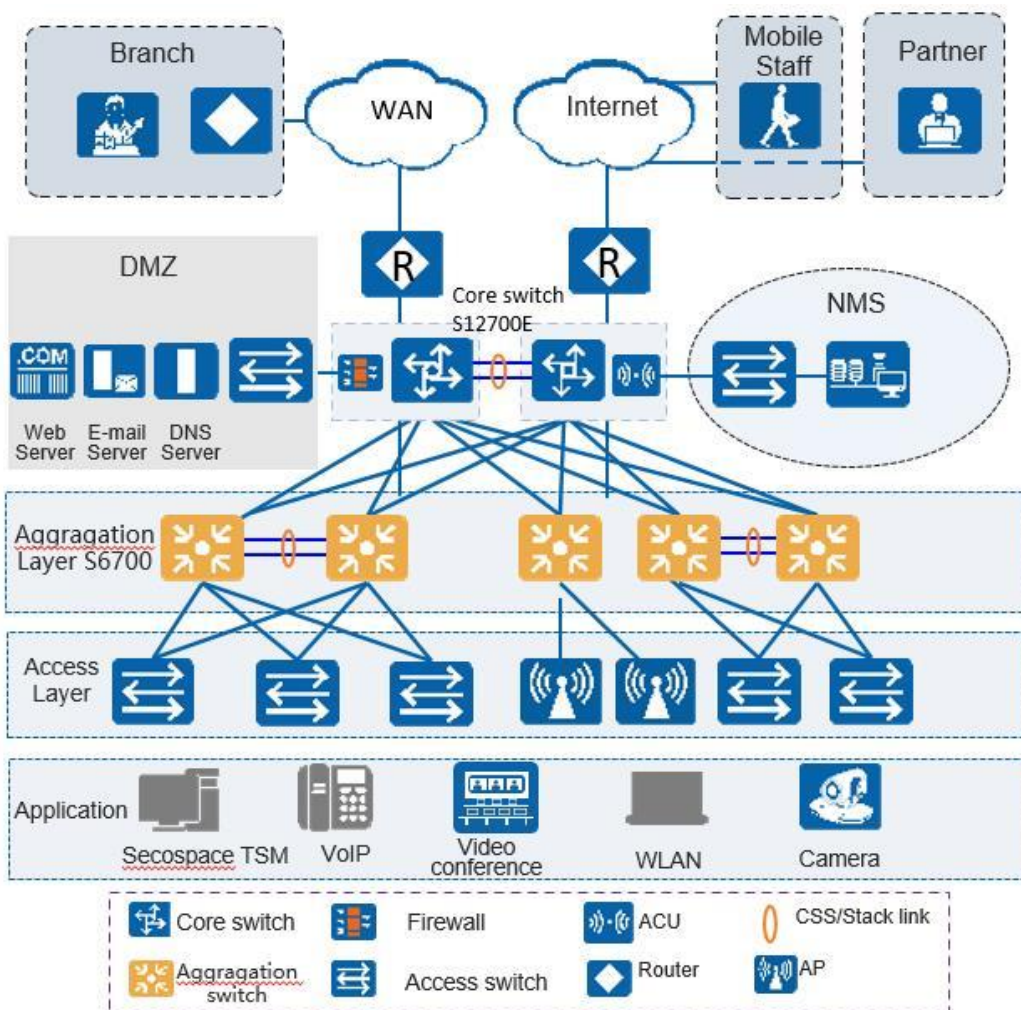 Branch
WAN
Internet
Mobile
Staff
Partner
DMZ
R
R
Core switch
S12700E
NMS
.COM
Web
Server
E-mail
Server
DNS
Server
Aggragation
Layer S6700
Access
Layer
Application
Secospace TSM
VoIP
Video
conference
WLAN
Camera
Core switch
Firewall
ACU
CSS/Stack link
Aggragation
switch
Access switch
Router
AP